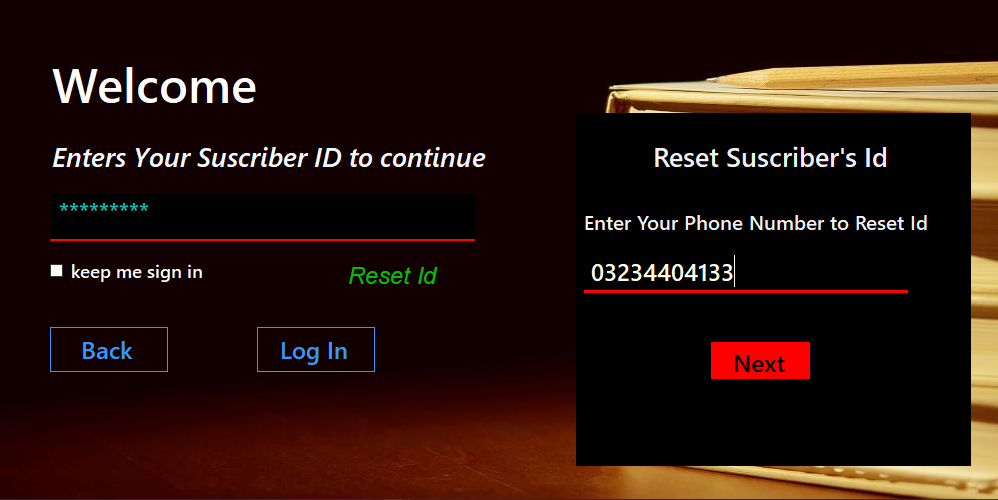 Welcome
Enters Your Suscriber ID to continue
*********
keep me sign in
Reset Id
Back
Log In
Reset Suscriber's Id
Enter Your Phone Number to Reset Id
03234404133
Next